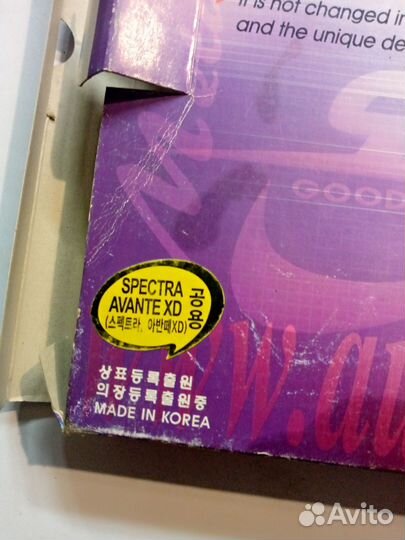 It is not changed in
and the unique de
GOOD
SPECTRA
AVANTE XD
(스펙트라, 아반떼XD)
공용
상표등록출원
의장등록출원중
MADE IN KOREA
Avito